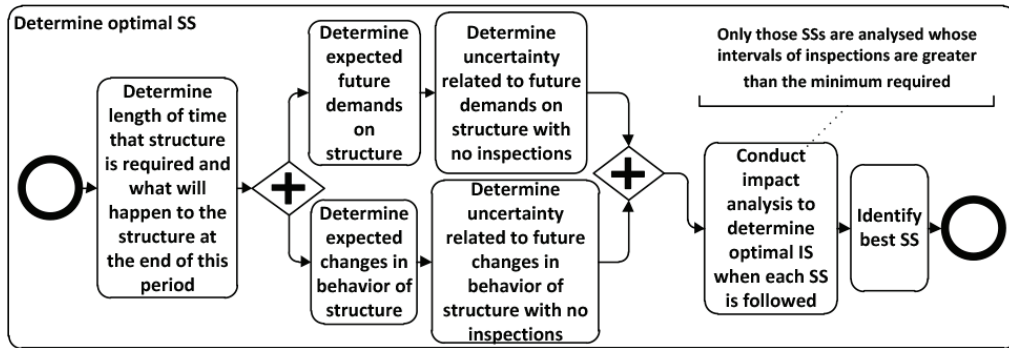 Determine optimal SS
Determine
length of time
that structure
is required and
what will
happen to the
structure at
the end of this
period
Determine
expected
future
demands
on
structure
Determine
uncertainty
related to future
demands on
structure with
no inspections
Determine
expected
changes in
behavior of
structure
Determine
uncertainty
related to future
changes in
behavior of
structure with no
inspections
Only those SSs are analysed whose
intervals of inspections are greater
than the minimum required
Conduct
impact
analysis to
determine
optimal IS
when each SS
is followed
Identify
best SS